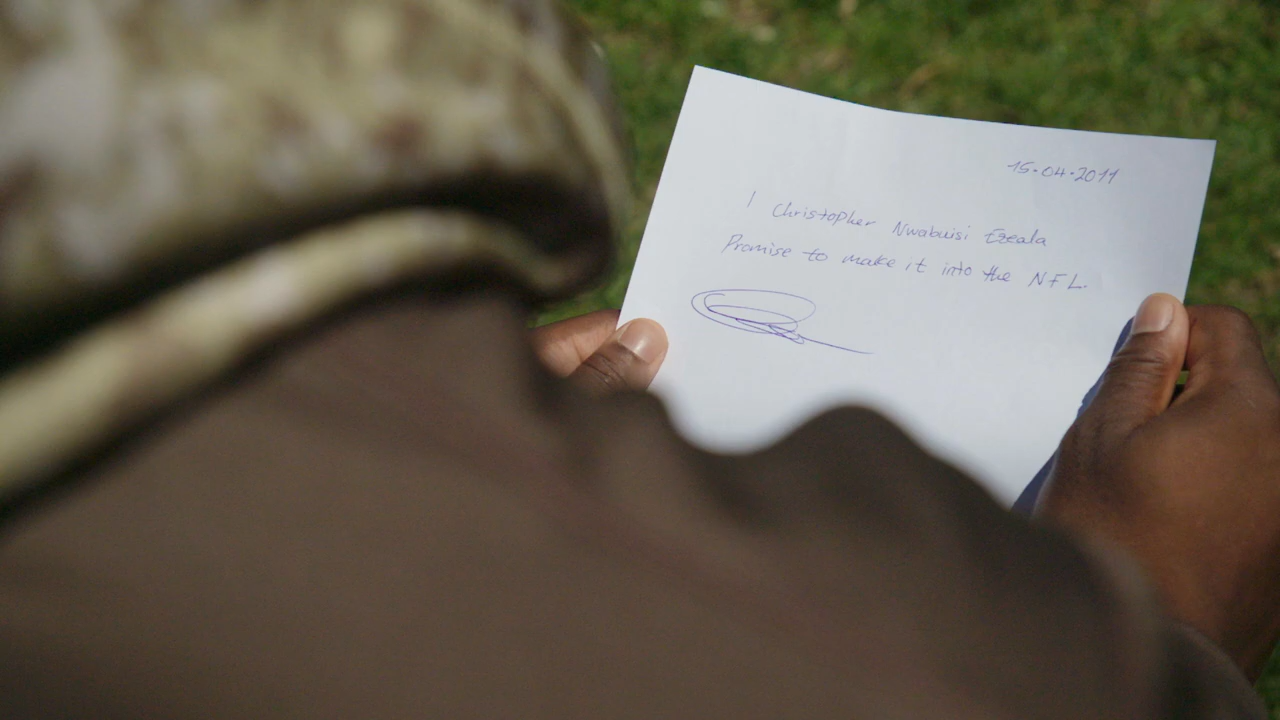 15-04-2011
I Christopher Nwabuisi Ezeala
Promise to make it into the NFL.